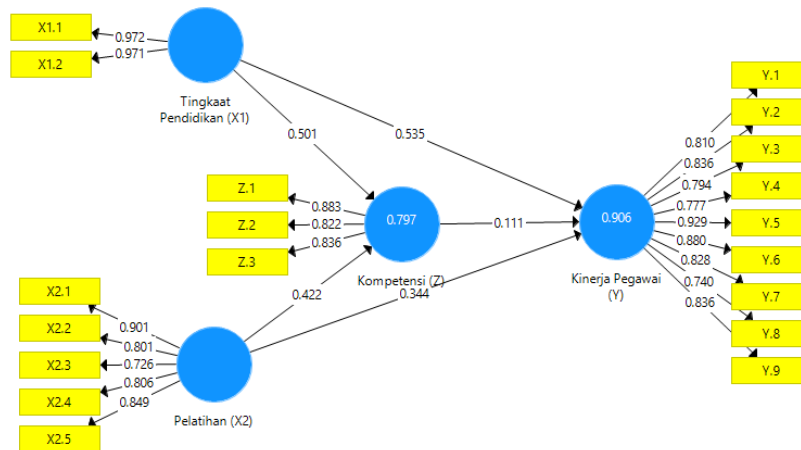 X1.1
0.972
X1.2
0.971
Tingkaat
Pendidikan (X1)
0.501
0.535
Z.1
0.883
Z.2
0.822
Z.3
0.836
0.797
Kompetensi (Z)
0.111
0.422
0.344
X2.1
0.901
X2.2
0.801
X2.3
0.726
X2.4
0.806
X2.5
0.849
Pelatihan (X2)
0.906
Kinerja Pegawai
(Y)
0.810
Y.1
0.836
Y.2
0.794
Y.3
0.777
Y.4
0.929
Y.5
0.880
Y.6
0.828
Y.7
0.740
Y.8
0.836
Y.9